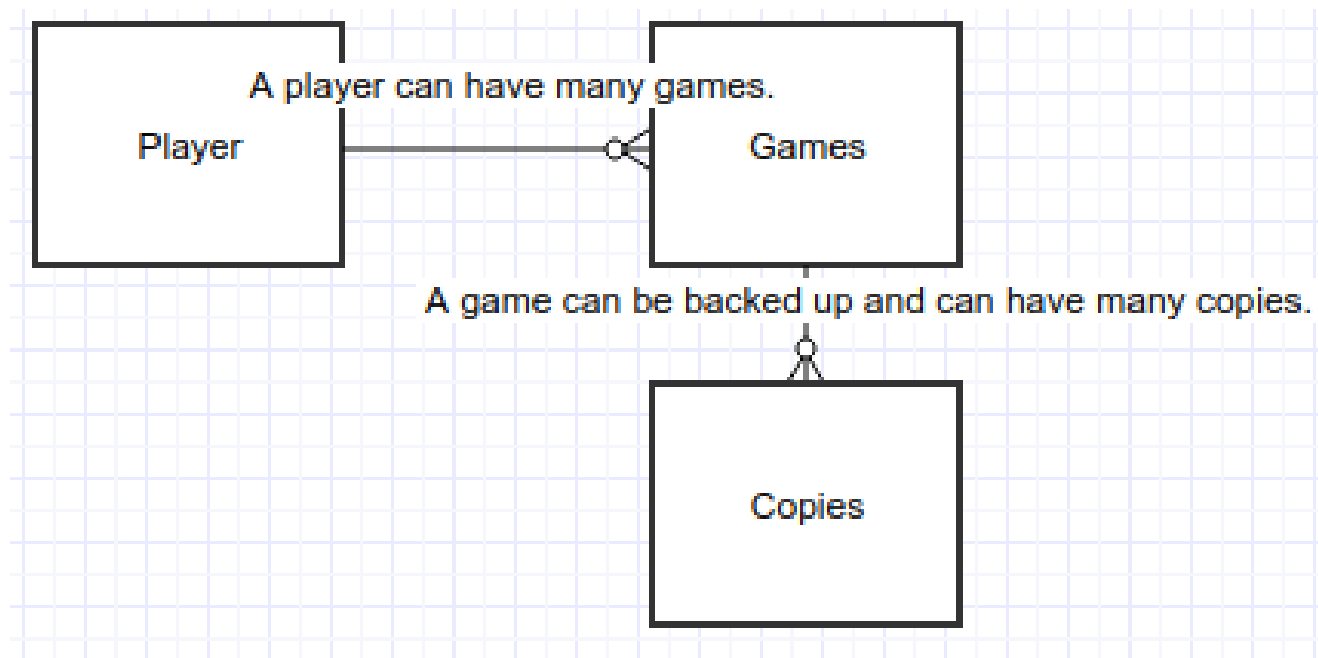 A player can have many games.
Player
Games
A game can be backed up and can have many copies.
Copies